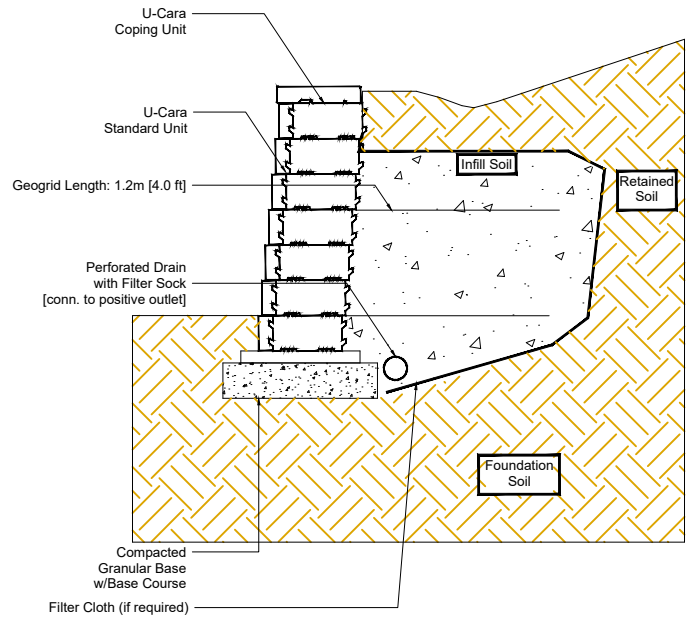 U-Cara
Coping Unit
U-Cara
Standard Unit
Infill Soil
Geogrid Length: 1.2m [4.0 ft]
Retained
Soil
Perforated Drain
with Filter Sock
[conn. to positive outlet]
Foundation
Soil
Compacted
Granular Base
w/Base Course
Filter Cloth (if required)